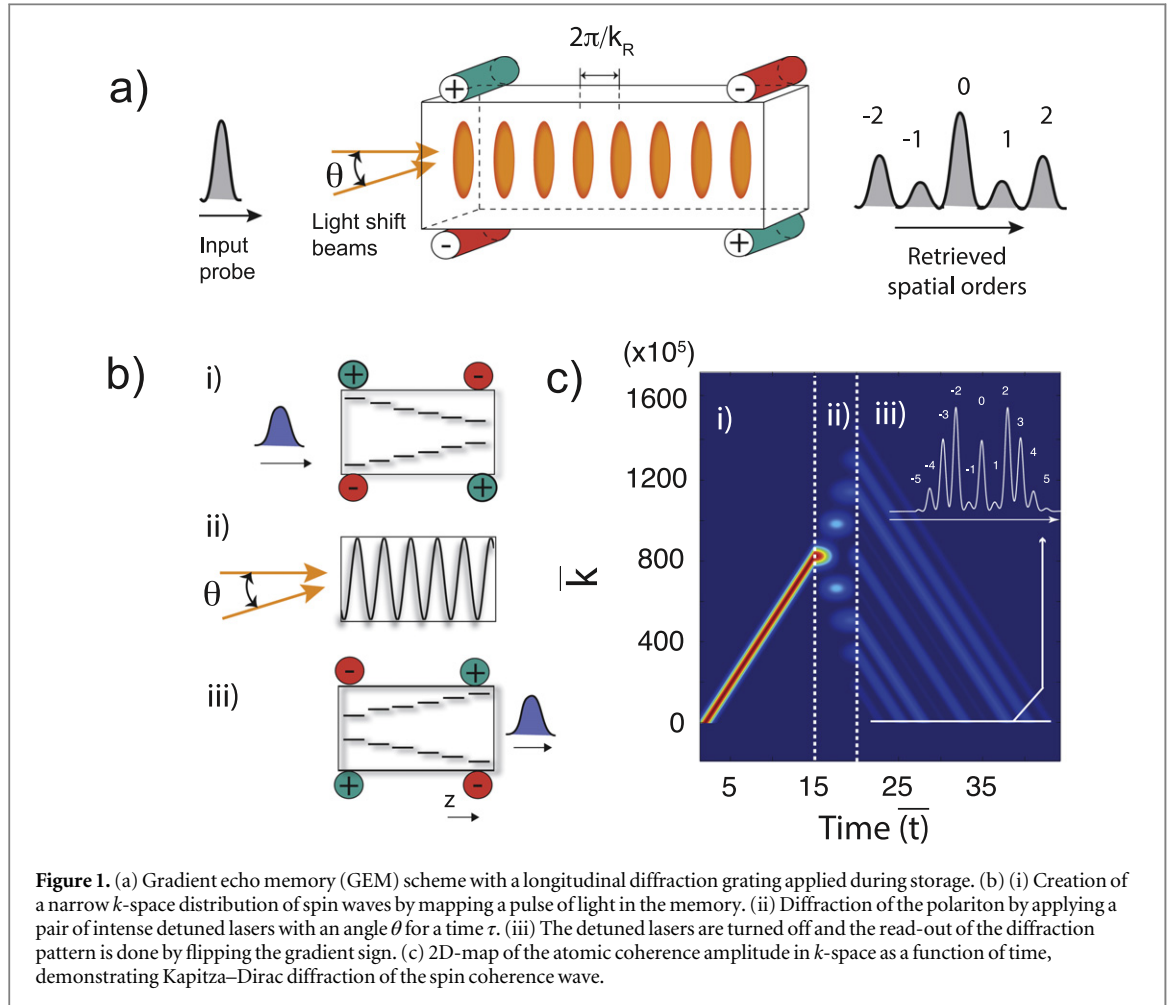 a)
2π/k_R
+
-
-
+
θ
Input
probe
Light shift
beams
-2
-1
0
1
2
Retrieved
spatial orders
b)
i)
+
-
-
+
ii)
θ
iii)
-
+
+
-
z
c)
(x10⁵)
1600
1200
800
400
0
k̅
i)
ii)
iii)
-5
-4
-3
-2
-1
0
1
2
3
4
5
5
15
25
35
Time (t̅)
Figure 1. (a) Gradient echo memory (GEM) scheme with a longitudinal diffraction grating applied during storage. (b) (i) Creation of
a narrow k-space distribution of spin waves by mapping a pulse of light in the memory. (ii) Diffraction of the polariton by applying a
pair of intense detuned lasers with an angle θ for a time τ. (iii) The detuned lasers are turned off and the read-out of the diffraction
pattern is done by flipping the gradient sign. (c) 2D-map of the atomic coherence amplitude in k-space as a function of time,
demonstrating Kapitza–Dirac diffraction of the spin coherence wave.